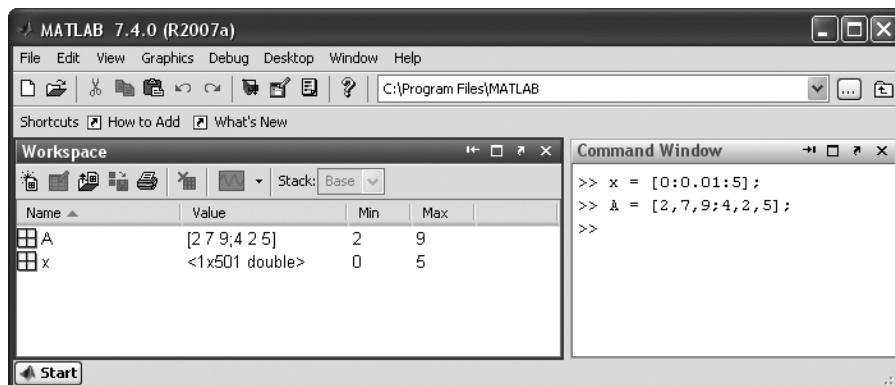 MATLAB 7.4.0 (R2007a)
File Edit View Graphics Debug Desktop Window Help
C:\Program Files\MATLAB
...
Shortcuts How to Add What's New
Workspace
Stack: Base
Name Value Min Max
A [2 7 9;4 2 5] 2 9
x <1x501 double> 0 5
Command Window
>> x = [0:0.01:5];
>> A = [2,7,9;4,2,5];
>>
Start